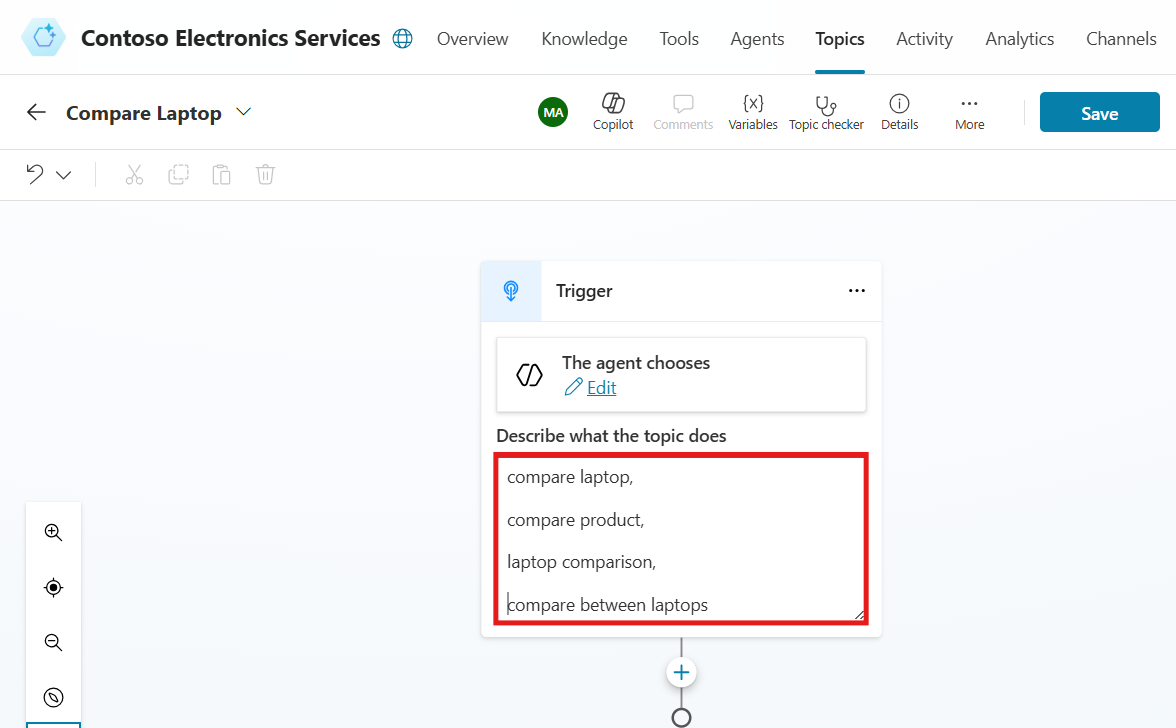 Contoso Electronics Services
Overview
Knowledge
Tools
Agents
Topics
Activity
Analytics
Channels
Compare Laptop
MA
Copilot
Comments
{x}
Variables
Topic checker
Details
More
Save
Trigger
The agent chooses
Edit
Describe what the topic does
compare laptop,
compare product,
laptop comparison,
compare between laptops